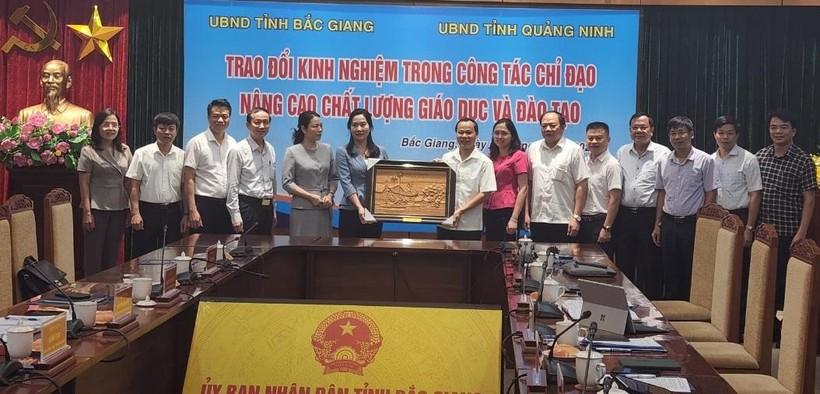 UBND TỈNH BẮC GIANG
UBND TỈNH QUẢNG NINH
TRAO ĐỔI KINH NGHIỆM TRONG CÔNG TÁC CHỈ ĐẠO
NÂNG CAO CHẤT LƯỢNG GIÁO DỤC VÀ ĐÀO TẠO
Bắc Giang,
ỦY BAN NHÂN DÂN TỈNH BẮC GIANG